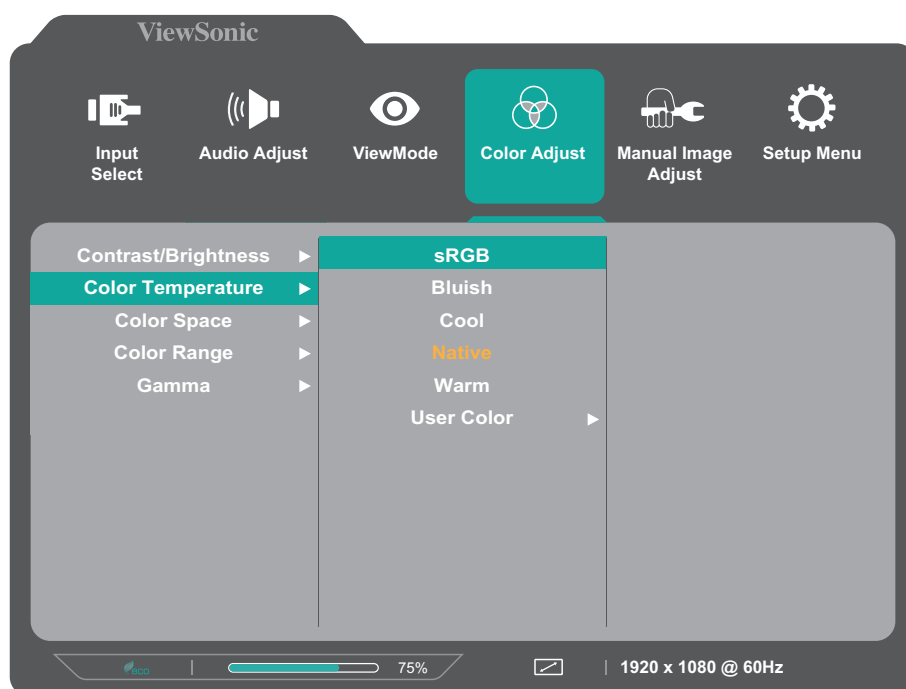 ViewSonic
Input Select
Audio Adjust
ViewMode
Color Adjust
Manual Image Adjust
Setup Menu
Contrast/Brightness ▶
Color Temperature ▶
Color Space ▶
Color Range ▶
Gamma ▶
sRGB
Bluish
Cool
Native
Warm
User Color ▶
ECO
75%
1920 x 1080 @ 60Hz